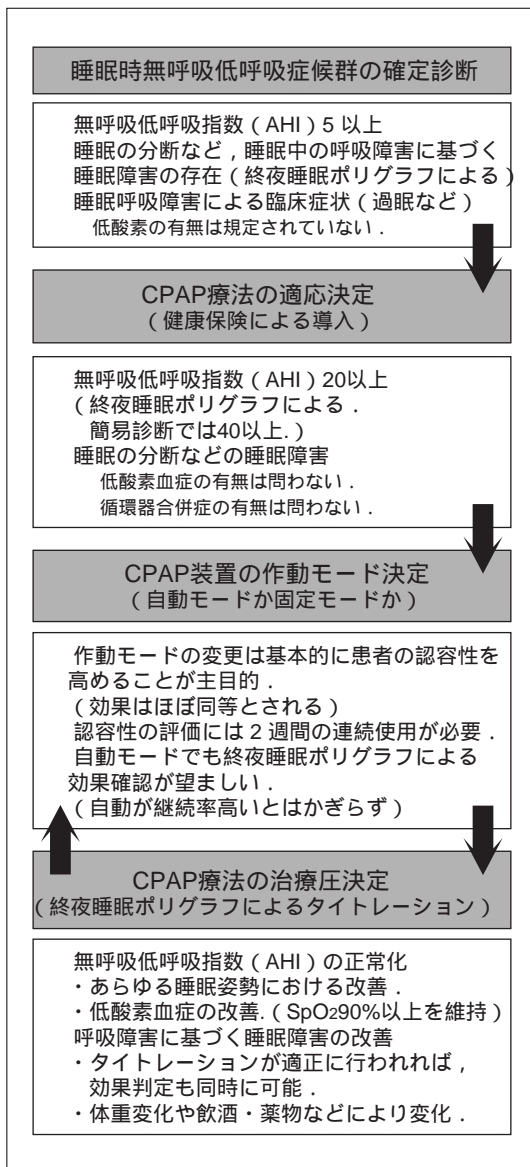 睡眠時無呼吸低呼吸症候群の確定診断
無呼吸低呼吸指数（AHI）5 以上
睡眠の分断など，睡眠中の呼吸障害に基づく
睡眠障害の存在（終夜睡眠ポリグラフによる）
睡眠呼吸障害による臨床症状（過眠など）
低酸素の有無は規定されていない．
CPAP療法の適応決定
（健康保険による導入）
無呼吸低呼吸指数（AHI）20以上
（終夜睡眠ポリグラフによる．
簡易診断では40以上.）
睡眠の分断などの睡眠障害
低酸素血症の有無は問わない．
循環器合併症の有無は問わない．
CPAP装置の作動モード決定
（自動モードか固定モードか）
作動モードの変更は基本的に患者の認容性を
高めることが主目的．
（効果はほぼ同等とされる）
認容性の評価には 2 週間の連続使用が必要．
自動モードでも終夜睡眠ポリグラフによる
効果確認が望ましい．
（自動が継続率高いとはかぎらず）
CPAP療法の治療圧決定
（終夜睡眠ポリグラフによるタイトレーション）
無呼吸低呼吸指数（AHI）の正常化
・あらゆる睡眠姿勢における改善．
・低酸素血症の改善.（SpO₂90%以上を維持）
呼吸障害に基づく睡眠障害の改善
・タイトレーションが適正に行われれば，
効果判定も同時に可能．
・体重変化や飲酒・薬物などにより変化．